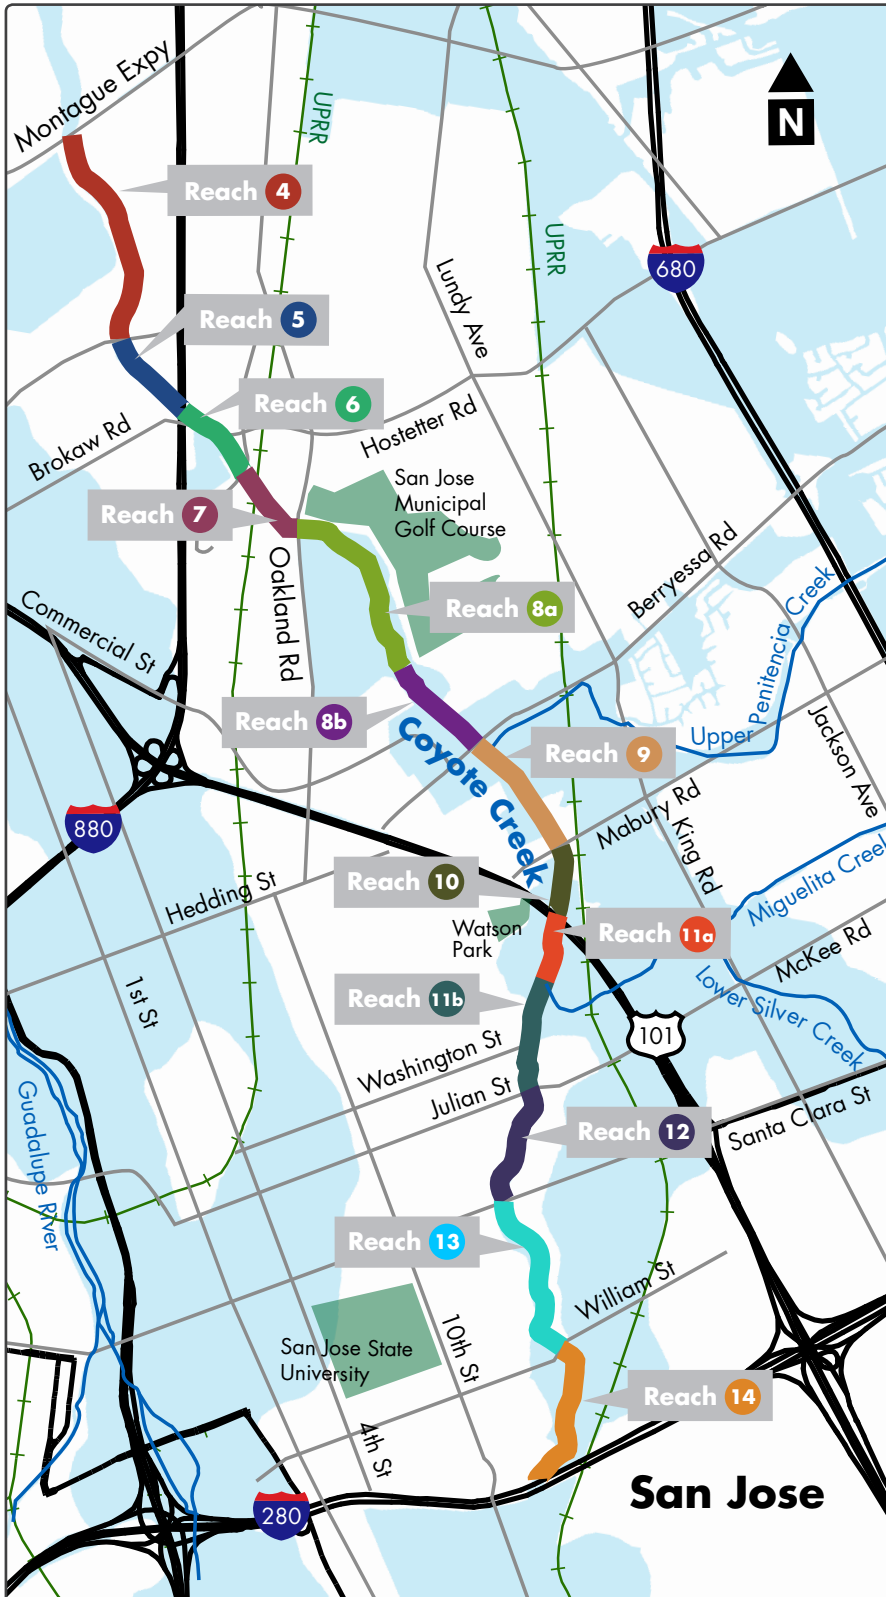 Montague Expy
UPRR
N
Reach 4
UPRR
680
Lundy Ave
Reach 5
Reach 6
Hostetter Rd
Brokaw Rd
San Jose
Municipal
Golf Course
Reach 7
Oakland Rd
Berryessa Rd
Commercial St
Reach 8a
Upper Penitencia Creek
Reach 8b
Coyote Creek
Reach 9
Jackson Ave
880
Mabury Rd
King Rd
Miguelita Creek
Hedding St
Reach 10
Watson
Park
Reach 11a
McKee Rd
1st St
Reach 11b
Lower Silver Creek
101
Washington St
Julian St
Santa Clara St
Guadalupe River
Reach 12
Reach 13
William St
San Jose State
University
10th St
Reach 14
4th St
San Jose
280